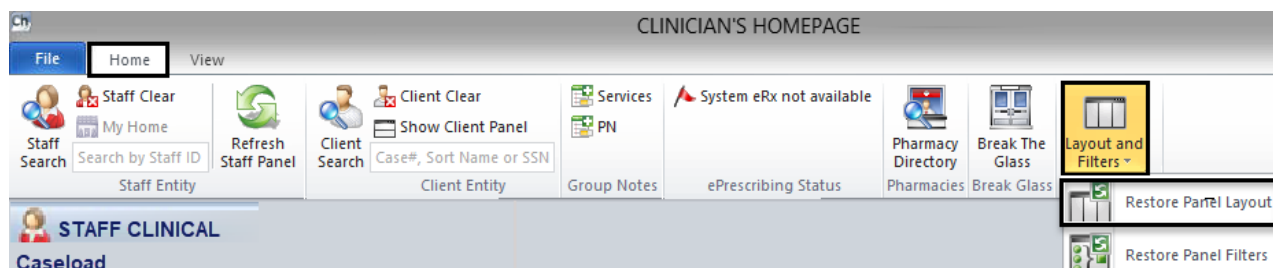 Ch
CLINICIAN'S HOMEPAGE
File Home View
Staff Search
Staff Clear
My Home
Search by Staff ID
Refresh Staff Panel
Staff Entity
Client Search
Client Clear
Show Client Panel
Case#, Sort Name or SSN
Client Entity
Services
PN
Group Notes
System eRx not available
ePrescribing Status
Pharmacy Directory
Pharmacies
Break The Glass
Break Glass
Layout and Filters
Restore Panel Layout
Restore Panel Filters
STAFF CLINICAL
Caseload